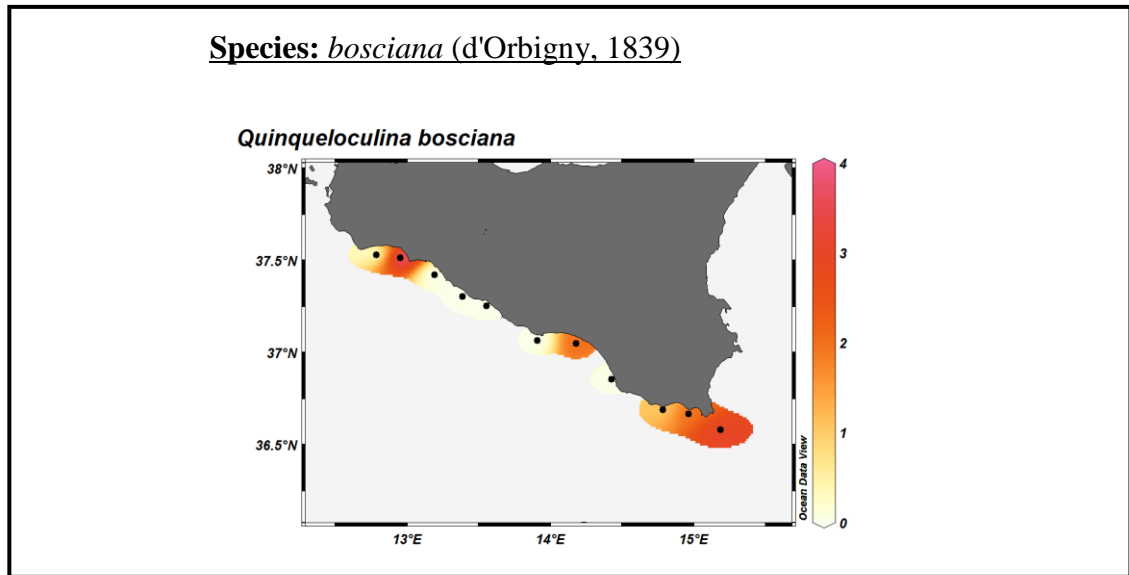 Species: bosciana (d'Orbigny, 1839)
Quinqueloculina bosciana
38°N
37.5°N
37°N
36.5°N
13°E
14°E
15°E
4
3
2
1
0
Ocean Data View